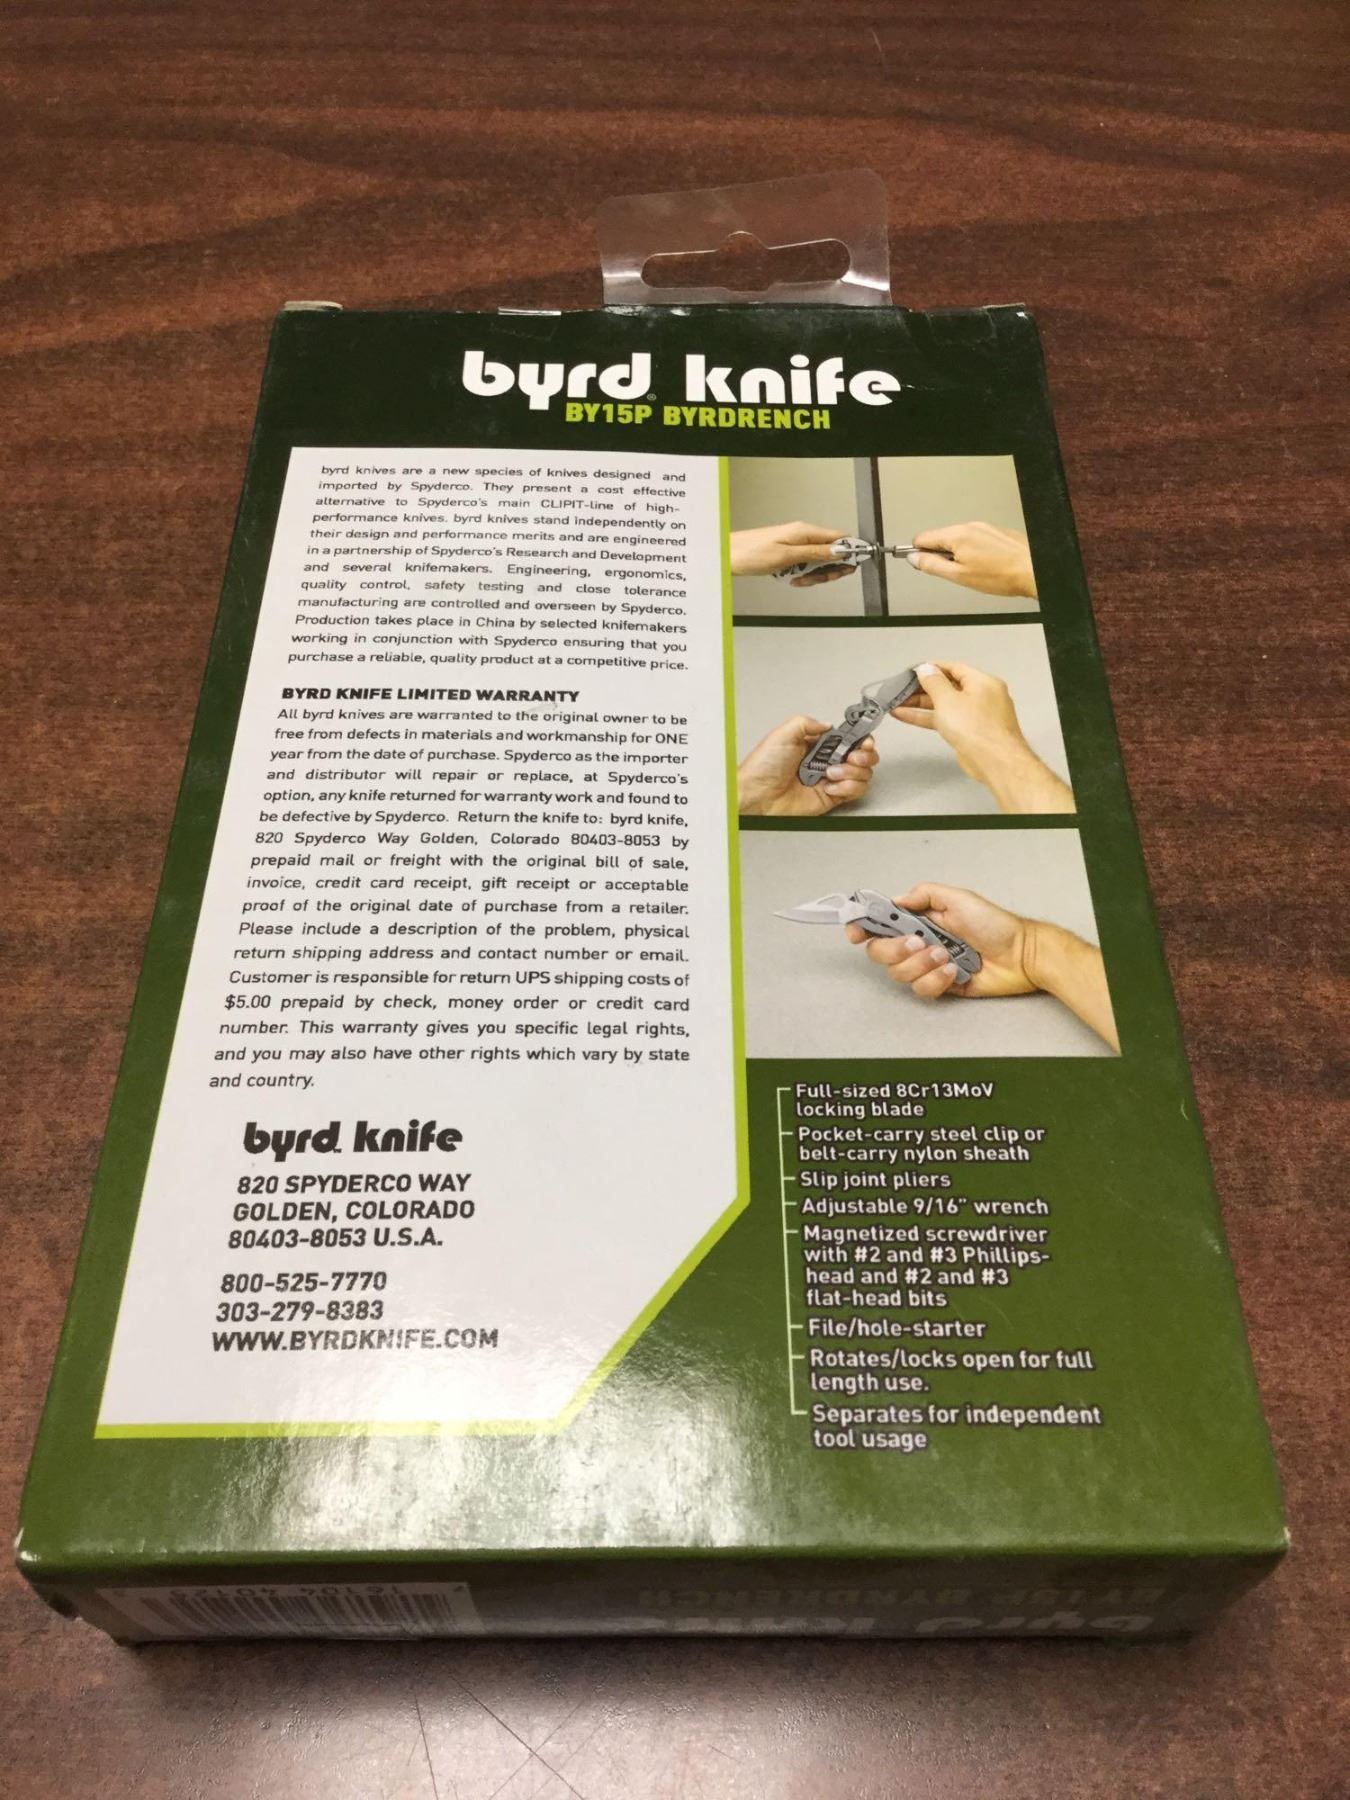 byrd® knife
BY15P BYRDRENCH
byrd knives are a new species of knives designed and
imported by Spyderco. They present a cost effective
alternative to Spyderco's main CLIPIT-line of high-
performance knives. byrd knives stand independently on
their design and performance merits and are engineered
in a partnership of Spyderco's Research and Development
and several knifemakers. Engineering, ergonomics,
quality control, safety testing and close tolerance
manufacturing are controlled and overseen by Spyderco.
Production takes place in China by selected knifemakers
working in conjunction with Spyderco ensuring that you
purchase a reliable, quality product at a competitive price.
BYRD KNIFE LIMITED WARRANTY
All byrd knives are warranted to the original owner to be
free from defects in materials and workmanship for ONE
year from the date of purchase. Spyderco as the importer
and distributor will repair or replace, at Spyderco's
option, any knife returned for warranty work and found to
be defective by Spyderco. Return the knife to: byrd knife,
820 Spyderco Way Golden, Colorado 80403-8053 by
prepaid mail or freight with the original bill of sale,
invoice, credit card receipt, gift receipt or acceptable
proof of the original date of purchase from a retailer.
Please include a description of the problem, physical
return shipping address and contact number or email.
Customer is responsible for return UPS shipping costs of
$5.00 prepaid by check, money order or credit card
number. This warranty gives you specific legal rights,
and you may also have other rights which vary by state
and country.
byrd knife
820 SPYDERCO WAY
GOLDEN, COLORADO
80403-8053 U.S.A.
800-525-7770
303-279-8383
WWW.BYRDKNIFE.COM
Full-sized 8Cr13MoV
locking blade
Pocket-carry steel clip or
belt-carry nylon sheath
Slip joint pliers
Adjustable 9/16" wrench
Magnetized screwdriver
with #2 and #3 Phillips-
head and #2 and #3
flat-head bits
File/hole-starter
Rotates/locks open for full
length use.
Separates for independent
tool usage
BY15P BYRDRENCH
byrd knife